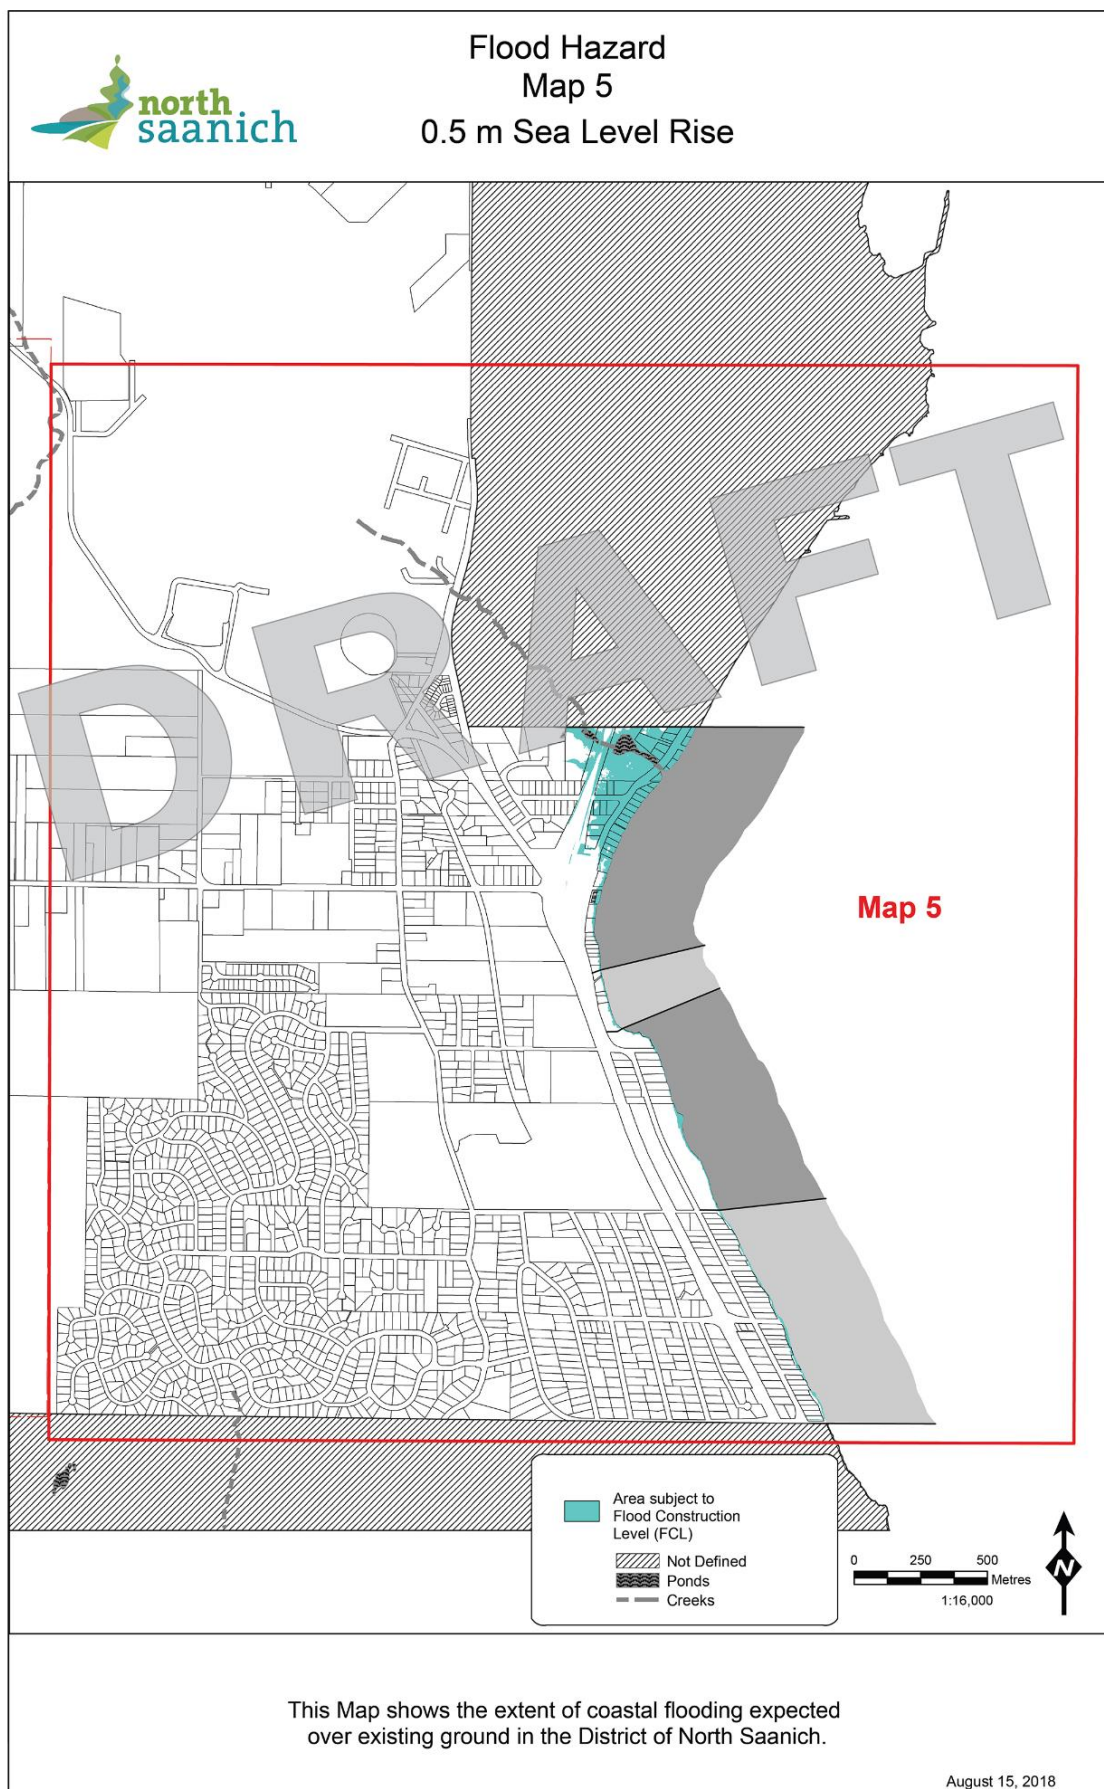 north
saanich
Flood Hazard
Map 5
0.5 m Sea Level Rise
DRAFT
Map 5
Area subject to
Flood Construction
Level (FCL)
Not Defined
Ponds
Creeks
0 250 500
Metres
1:16,000
N
This Map shows the extent of coastal flooding expected
over existing ground in the District of North Saanich.
August 15, 2018